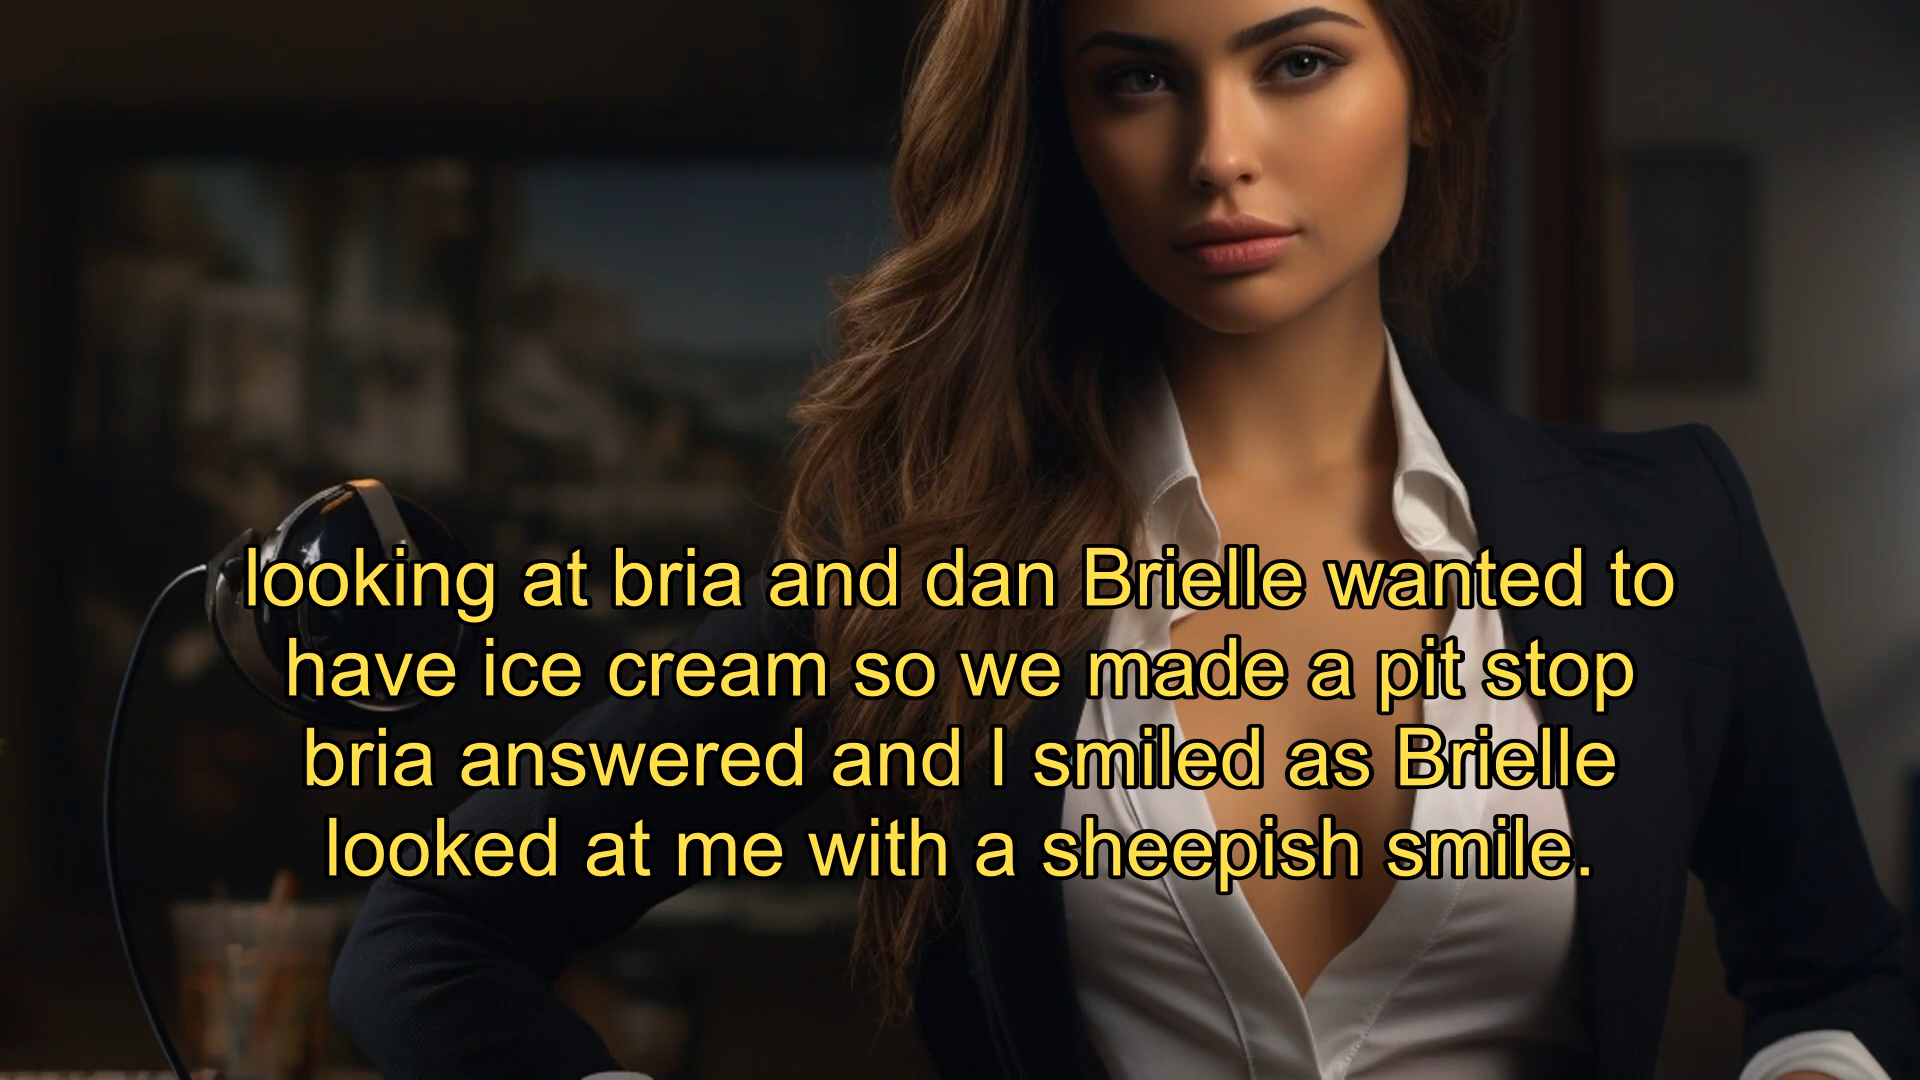 looking at bria and dan Brielle wanted to
have ice cream so we made a pit stop
bria answered and I smiled as Brielle
looked at me with a sheepish smile.